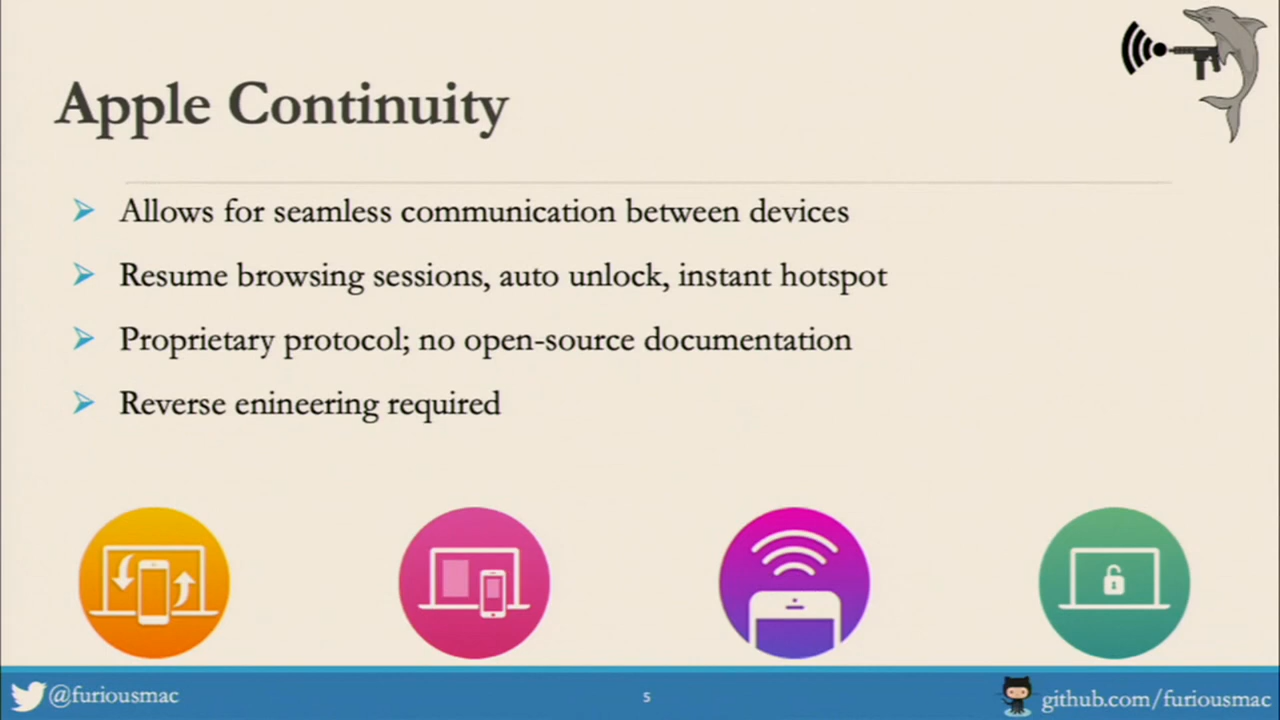 Apple Continuity
Allows for seamless communication between devices
Resume browsing sessions, auto unlock, instant hotspot
Proprietary protocol; no open-source documentation
Reverse enineering required
@furiousmac
5
github.com/furiousmac